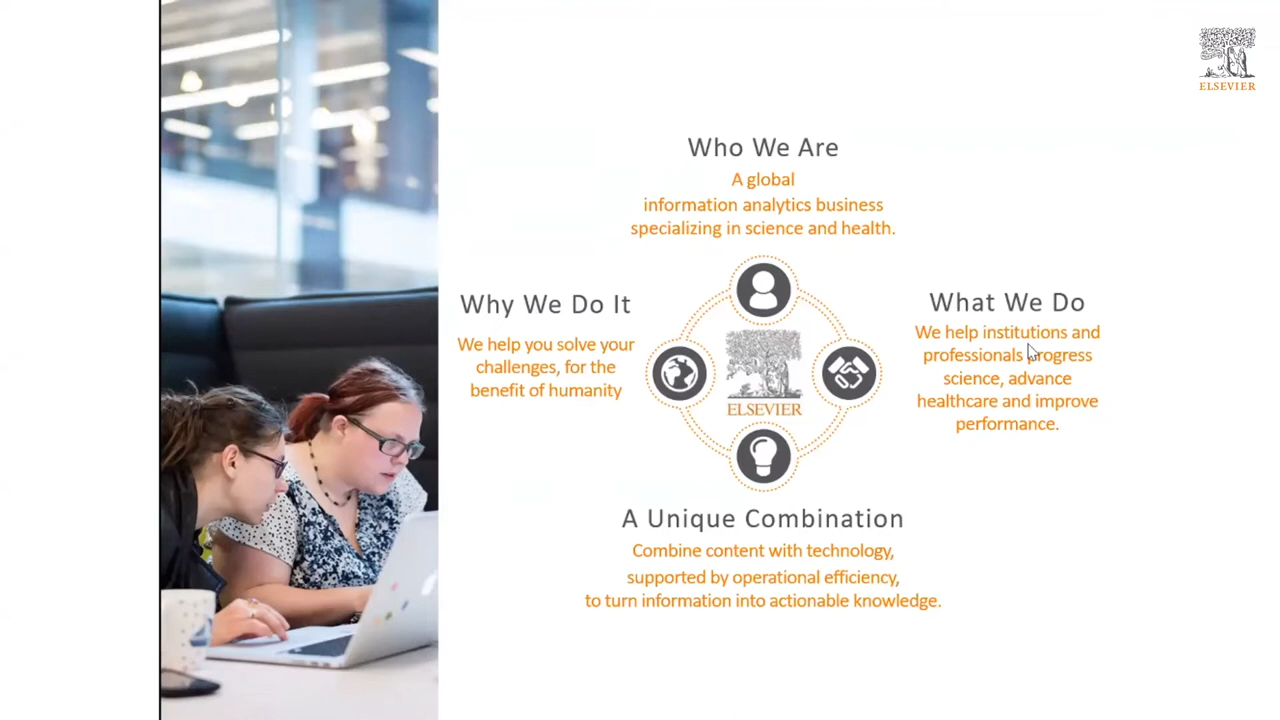 ELSEVIER
Who We Are
A global
information analytics business
specializing in science and health.
Why We Do It
We help you solve your
challenges, for the
benefit of humanity
What We Do
We help institutions and
professionals progress
science, advance
healthcare and improve
performance.
ELSEVIER
A Unique Combination
Combine content with technology,
supported by operational efficiency,
to turn information into actionable knowledge.